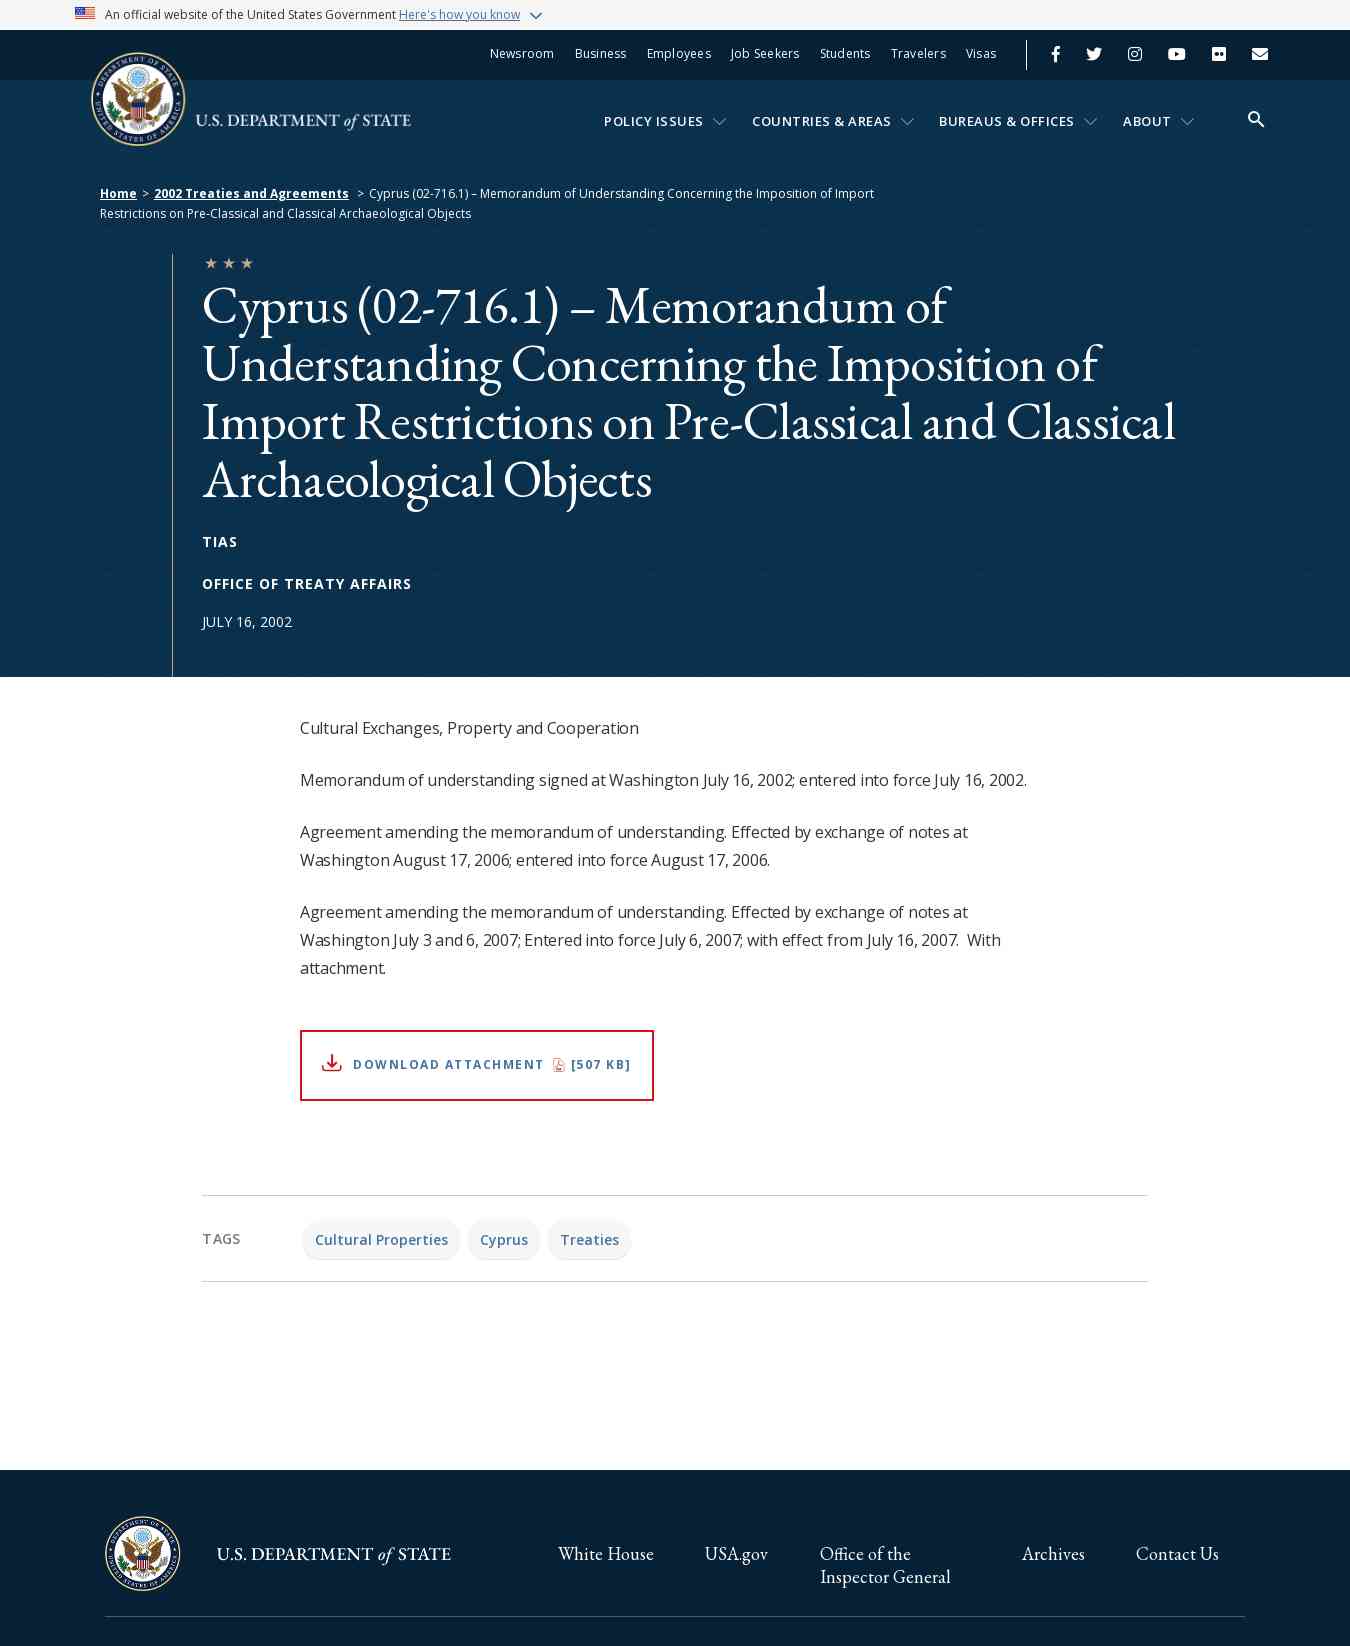 An official website of the United States Government Here's how you know
Newsroom Business Employees Job Seekers Students Travelers Visas
U.S. DEPARTMENT of STATE
POLICY ISSUES COUNTRIES & AREAS BUREAUS & OFFICES ABOUT
Home > 2002 Treaties and Agreements > Cyprus (02-716.1) – Memorandum of Understanding Concerning the Imposition of Import
Restrictions on Pre-Classical and Classical Archaeological Objects
Cyprus (02-716.1) – Memorandum of
Understanding Concerning the Imposition of
Import Restrictions on Pre-Classical and Classical
Archaeological Objects
TIAS
OFFICE OF TREATY AFFAIRS
JULY 16, 2002
Cultural Exchanges, Property and Cooperation
Memorandum of understanding signed at Washington July 16, 2002; entered into force July 16, 2002.
Agreement amending the memorandum of understanding. Effected by exchange of notes at
Washington August 17, 2006; entered into force August 17, 2006.
Agreement amending the memorandum of understanding. Effected by exchange of notes at
Washington July 3 and 6, 2007; Entered into force July 6, 2007; with effect from July 16, 2007.  With
attachment.
DOWNLOAD ATTACHMENT [507 KB]
TAGS Cultural Properties Cyprus Treaties
DEPARTMENT OF STATE
UNITED STATES OF AMERICA
U.S. DEPARTMENT of STATE
White House USA.gov Office of the Archives Contact Us
Inspector General